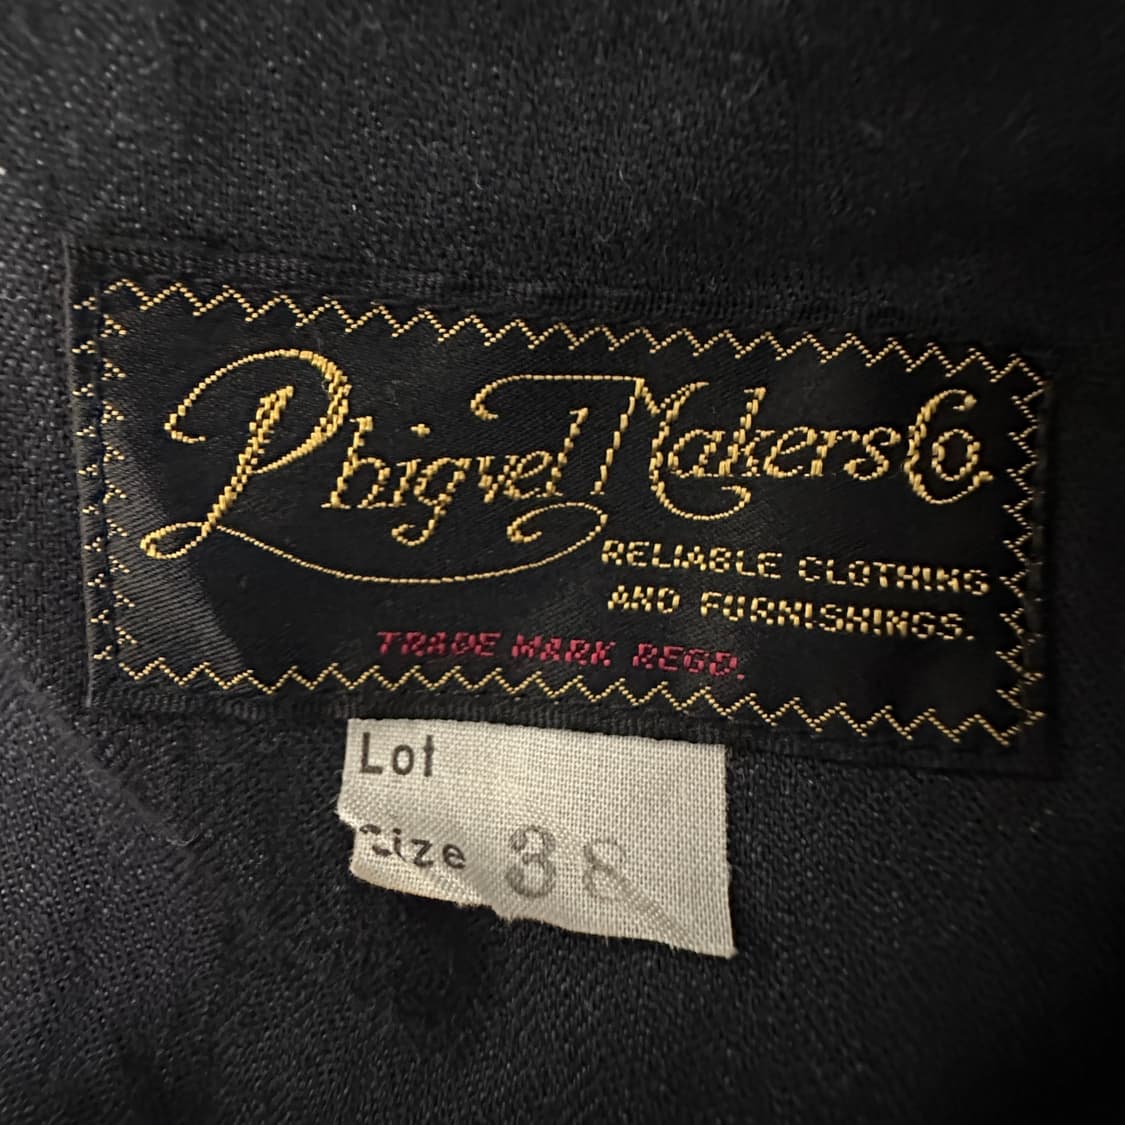 Phigvel Makers Co.
RELIABLE CLOTHING
AND FURNISHINGS.
TRADE MARK REGD.
Lot
Size 38